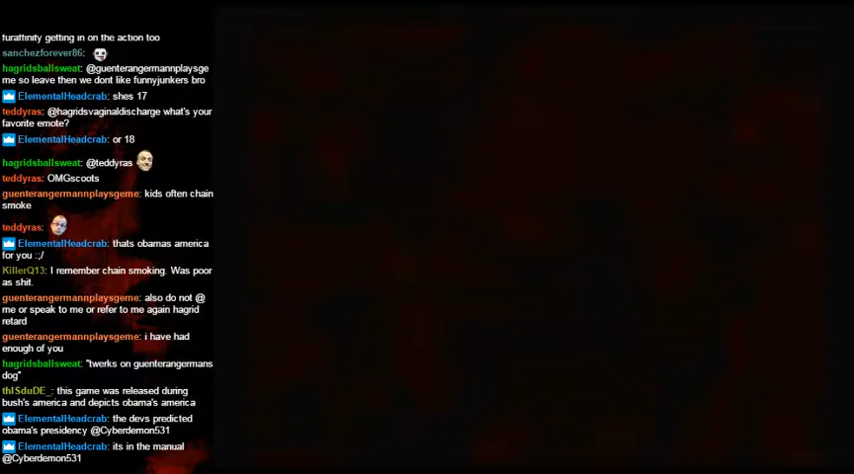 furaffinity getting in on the action too
sanchezforever86:
hagridsballsweat: @guenterangermannplaysge
me so leave then we dont like funnyjunkers bro
ElementalHeadcrab: shes 17
teddyras: @hagridsvaginaldischarge what's your
favorite emote?
ElementalHeadcrab: or 18
hagridsballsweat: @teddyras
teddyras: OMGscoots
guenterangermannplaysgeme: kids often chain
smoke
teddyras:
ElementalHeadcrab: thats obamas america
for you :;/
KillerQ13: I remember chain smoking. Was poor
as shit.
guenterangermannplaysgeme: also do not @
me or speak to me or refer to me again hagrid
retard
guenterangermannplaysgeme: i have had
enough of you
hagridsballsweat: "twerks on guenterangermans
dog"
thISduDE_: this game was released during
bush's america and depicts obama's america
ElementalHeadcrab: the devs predicted
obama's presidency @Cyberdemon531
ElementalHeadcrab: its in the manual
@Cyberdemon531